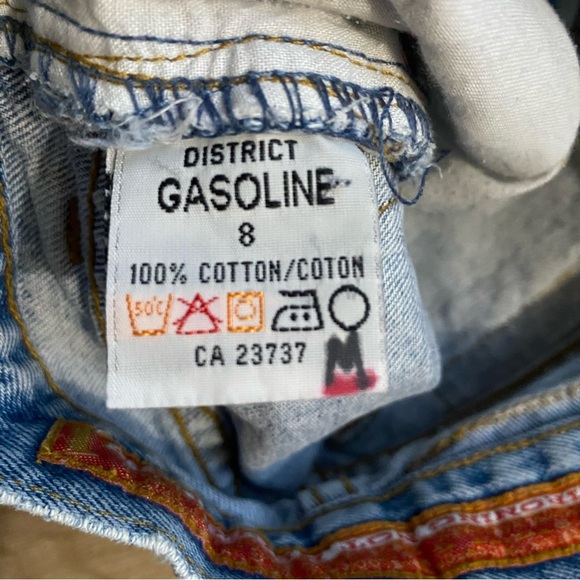 DISTRICT
GASOLINE
8
100% COTTON/COTON
50°C
CA 23737
M